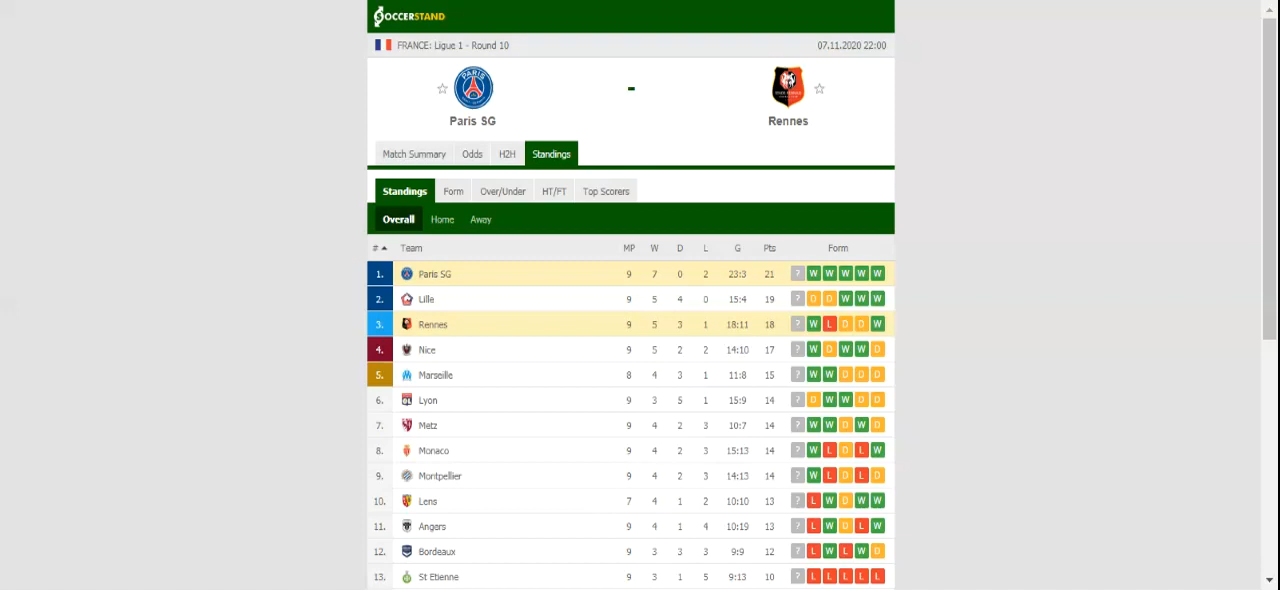 SOCCERSTAND
FRANCE: Ligue 1 - Round 10 07.11.2020 22:00
PARIS
Paris SG - Rennes
Match Summary Odds H2H Standings
Standings Form Over/Under HT/FT Top Scorers
Overall Home Away
# Team MP W D L G Pts Form
1. Paris SG 9 7 0 2 23:3 21 ? W W W W W
2. Lille 9 5 4 0 15:4 19 ? D D W W W
3. Rennes 9 5 3 1 18:11 18 ? W L D D W
4. Nice 9 5 2 2 14:10 17 ? W D W W D
5. Marseille 8 4 3 1 11:8 15 ? W W D D D
6. Lyon 9 3 5 1 15:9 14 ? D W W D D
7. Metz 9 4 2 3 10:7 14 ? W W D W D
8. Monaco 9 4 2 3 15:13 14 ? W L D L W
9. Montpellier 9 4 2 3 14:13 14 ? W L D L D
10. Lens 7 4 1 2 10:10 13 ? L W D W W
11. Angers 9 4 1 4 10:19 13 ? L W D L W
12. Bordeaux 9 3 3 3 9:9 12 ? L W L W D
13. St Etienne 9 3 1 5 9:13 10 ? L L L L L